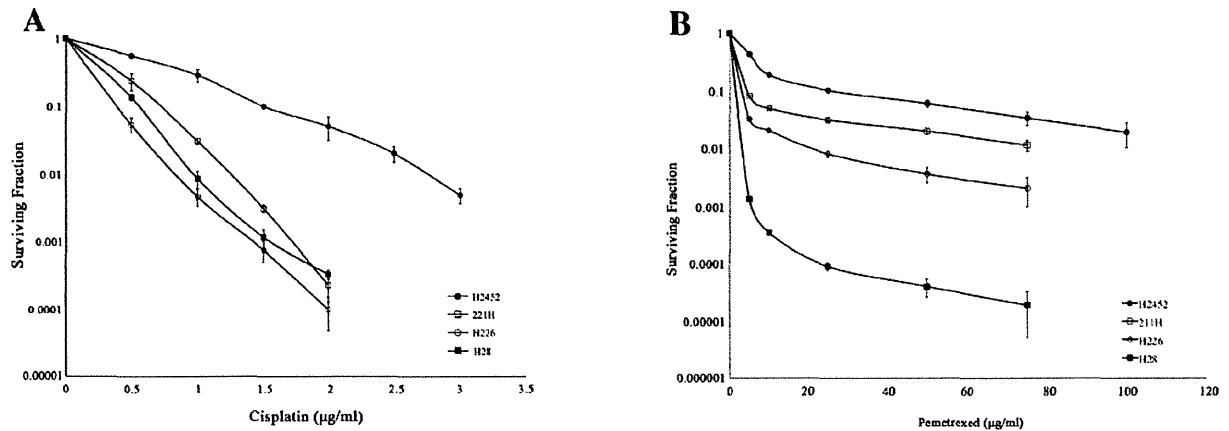 A
1
0.1
0.01
0.001
0.0001
0.00001
Surviving Fraction
0
0.5
1
1.5
2
2.5
3
3.5
Cisplatin (µg/ml)
H2452
221H
H226
H28
B
1
0.1
0.01
0.001
0.0001
0.00001
0.000001
Surviving Fraction
0
20
40
60
80
100
120
Pemetrexed (µg/ml)
H2452
211H
H226
H28